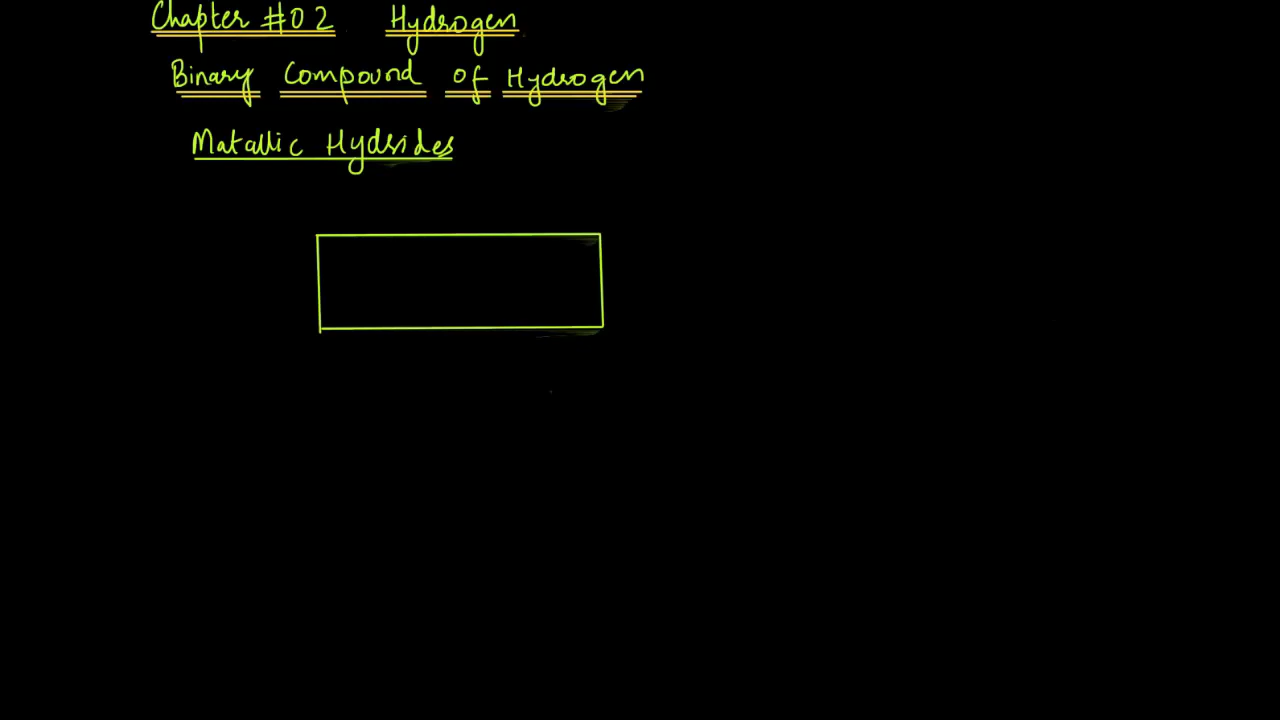 Chapter #02 Hydrogen
Binary Compound of Hydrogen
Matallic Hydrides